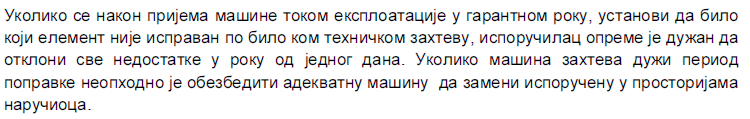 Уколико се након пријема машине током експлоатације у гарантном року, установи да било
који елемент није исправан по било ком техничком захтеву, испоручилац опреме је дужан да
отклони све недостатке у року од једног дана. Уколико машина захтева дужи период
поправке неопходно је обезбедити адекватну машину да замени испоручену у просторијама
наручиоца.